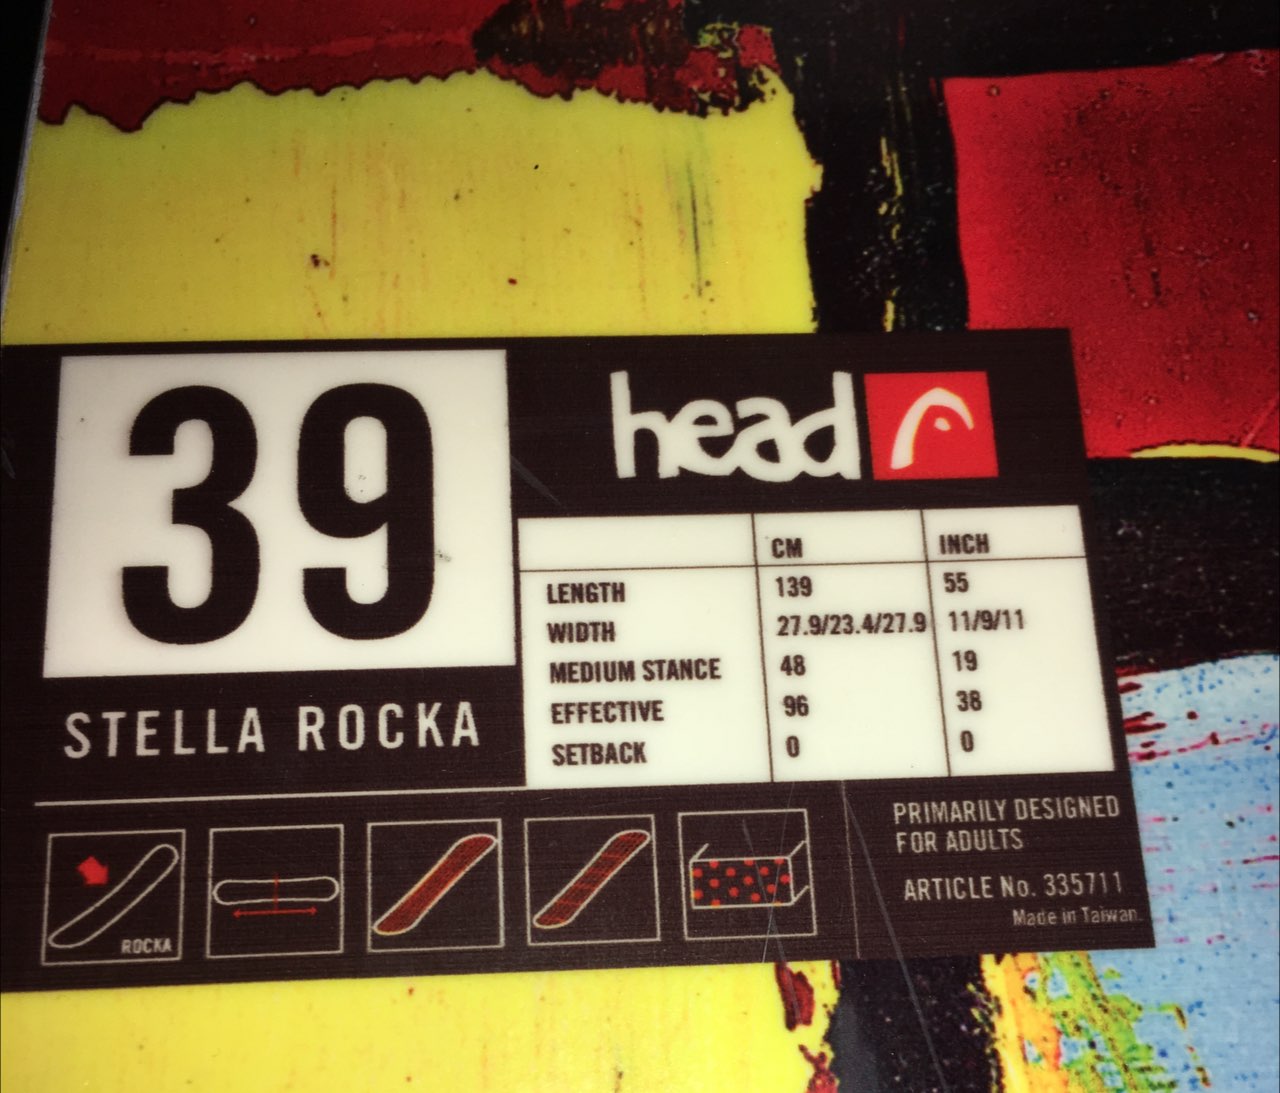 39
head
CM INCH
LENGTH 139 55
WIDTH 27.9/23.4/27.9 11/9/11
MEDIUM STANCE 48 19
EFFECTIVE 96 38
SETBACK 0 0
STELLA ROCKA
ROCKA
PRIMARILY DESIGNED
FOR ADULTS
ARTICLE No. 335711
Made in Taiwan.